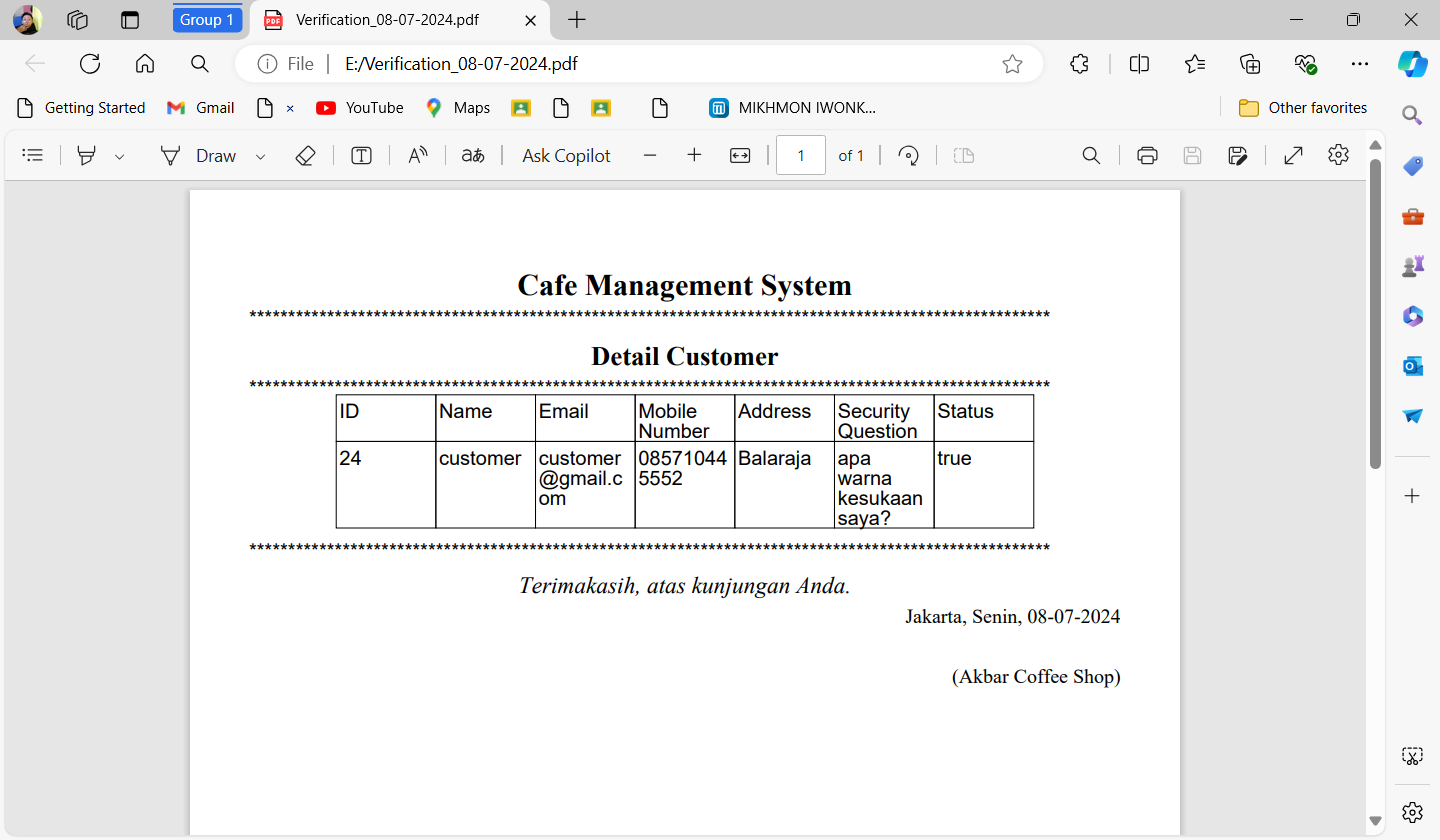 Group 1
Verification_08-07-2024.pdf
File
E:/Verification_08-07-2024.pdf
Getting Started
Gmail
×
YouTube
Maps
MIKHMON IWONK...
Other favorites
Draw
Ask Copilot
1
of 1
Cafe Management System
********************************************************************************************************
Detail Customer
********************************************************************************************************
ID Name Email Mobile Number Address Security Question Status
24 customer customer@gmail.com 085710445552 Balaraja apa warna kesukaan saya? true
********************************************************************************************************
Terimakasih, atas kunjungan Anda.
Jakarta, Senin, 08-07-2024
(Akbar Coffee Shop)